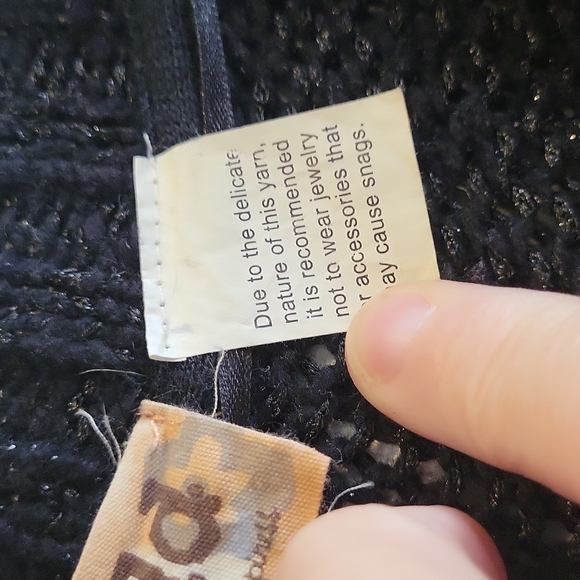 Due to the delicate
nature of this yarn,
it is recommended
not to wear jewelry
r accessories that
ay cause snags.